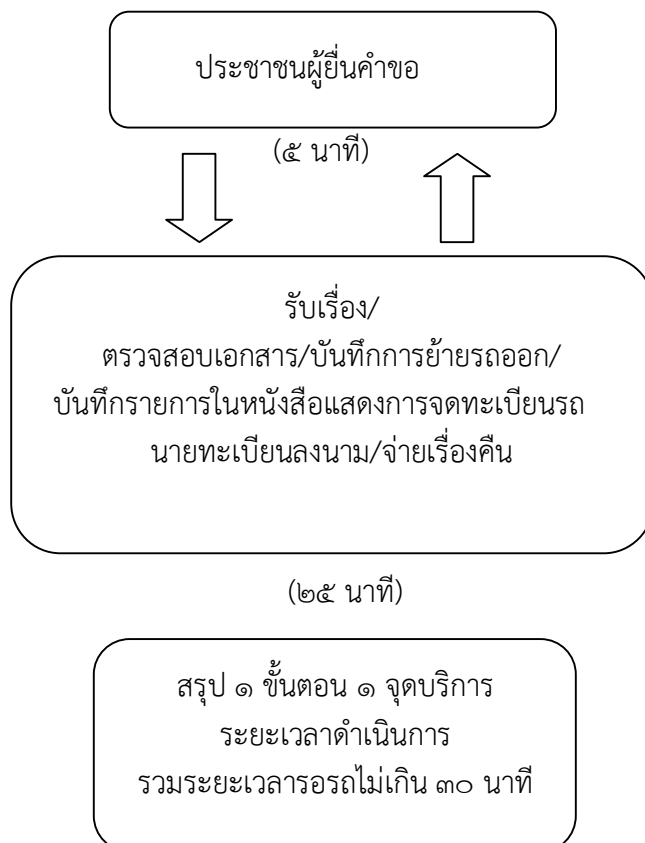 ประชาชนผู้ยื่นคำขอ
(๕ นาที)
รับเรื่อง/
ตรวจสอบเอกสาร/บันทึกการย้ายรถออก/
บันทึกรายการในหนังสือแสดงการจดทะเบียนรถ
นายทะเบียนลงนาม/จ่ายเรื่องคืน
(๒๕ นาที)
สรุป ๑ ขั้นตอน ๑ จุดบริการ
ระยะเวลาดำเนินการ
รวมระยะเวลารอรถไม่เกิน ๓๐ นาที